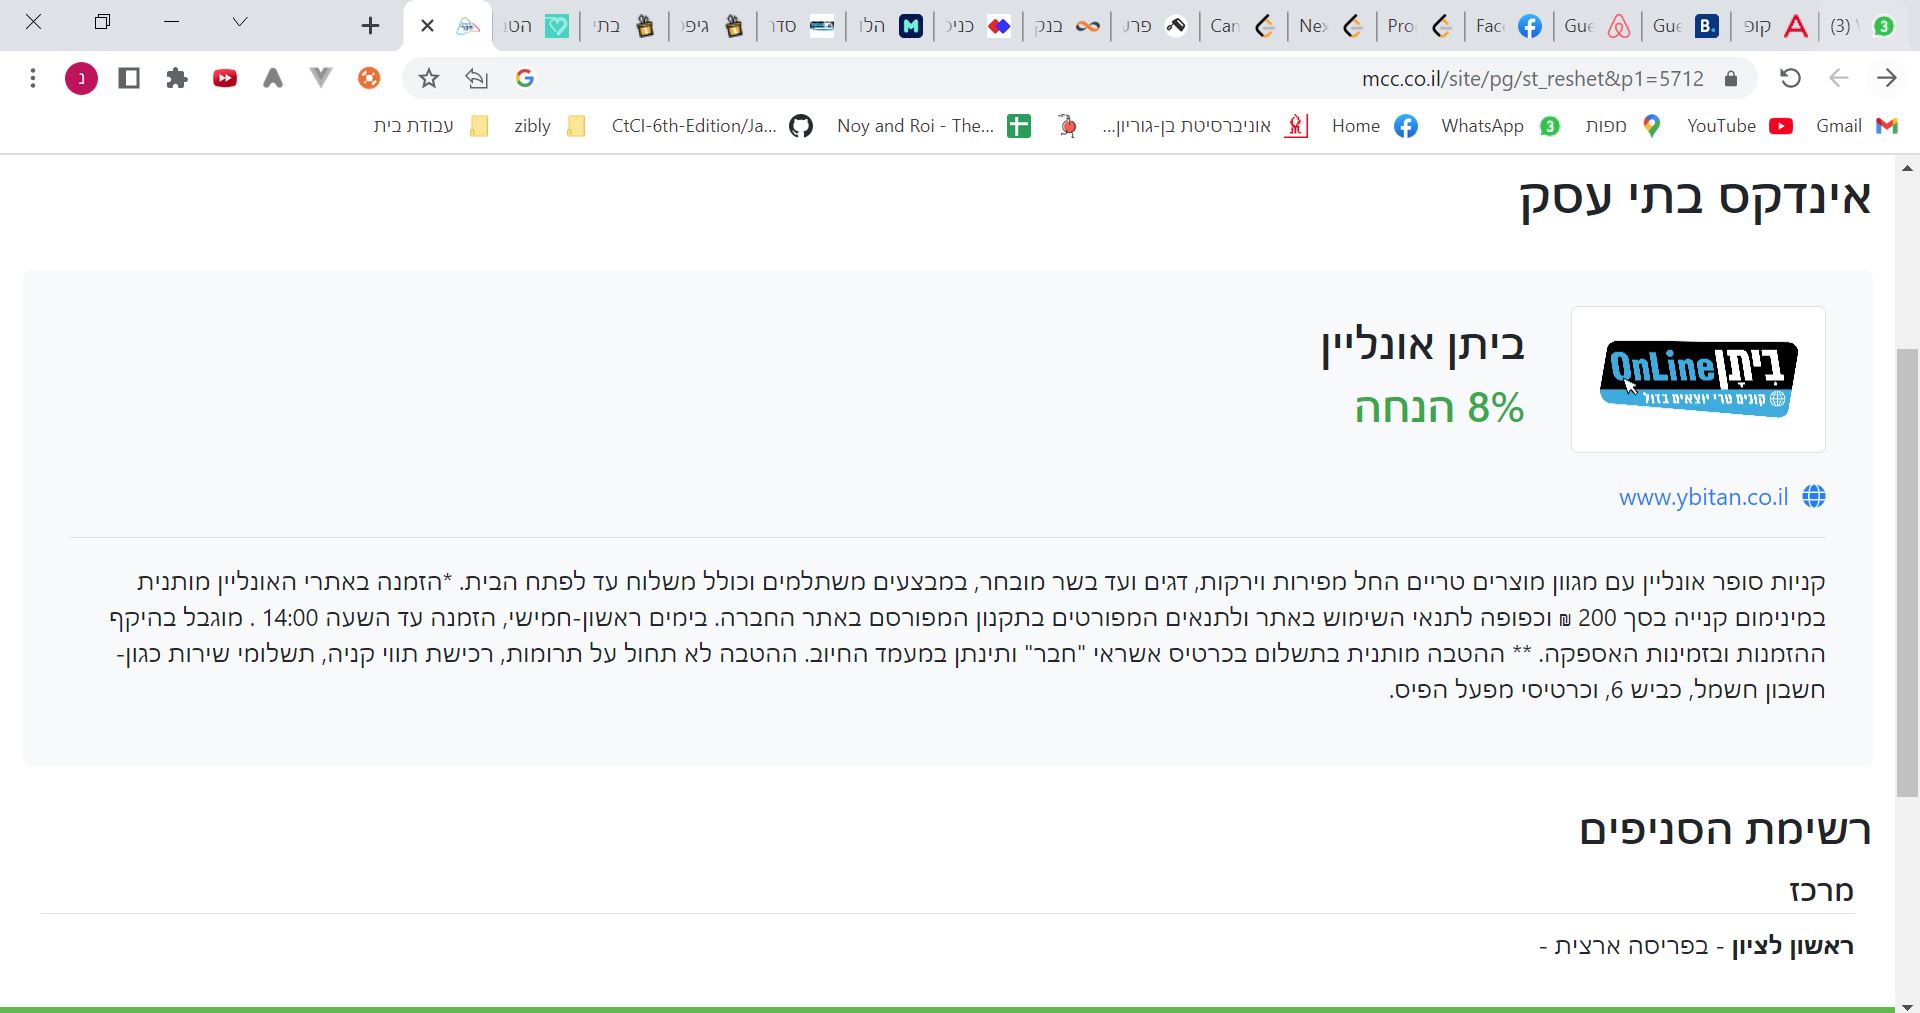 (3)
קופ
Gue
Gue
Fac
Pro
Nex
Can
פרע
בנק
כניכ
הלו
סדר
גיפכ
בתי
הטב
mcc.co.il/site/pg/st_reshet&p1=5712
Gmail
YouTube
מפות
WhatsApp
Home
אוניברסיטת בן-גוריון...
Noy and Roi - The...
CtCI-6th-Edition/Ja...
zibly
עבודת בית
אינדקס בתי עסק
ביתן OnLine
קונים טרי יוצאים בזול
ביתן אונליין
8% הנחה
www.ybitan.co.il
קניות סופר אונליין עם מגוון מוצרים טריים החל מפירות וירקות, דגים ועד בשר מובחר, במבצעים משתלמים וכולל משלוח עד לפתח הבית. *הזמנה באתרי האונליין מותנית
במינימום קנייה בסך 200 ₪ וכפופה לתנאי השימוש באתר ולתנאים המפורטים בתקנון המפורסם באתר החברה. בימים ראשון-חמישי, הזמנה עד השעה 14:00 . מוגבל בהיקף
ההזמנות ובזמינות האספקה. ** ההטבה מותנית בתשלום בכרטיס אשראי "חבר" ותינתן במעמד החיוב. ההטבה לא תחול על תרומות, רכישת תווי קניה, תשלומי שירות כגון-
חשבון חשמל, כביש 6, וכרטיסי מפעל הפיס.
רשימת הסניפים
מרכז
ראשון לציון - בפריסה ארצית -